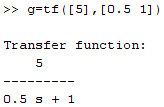 >> g=tf([5],[0.5 1])
Transfer function:
5
---------
0.5 s + 1